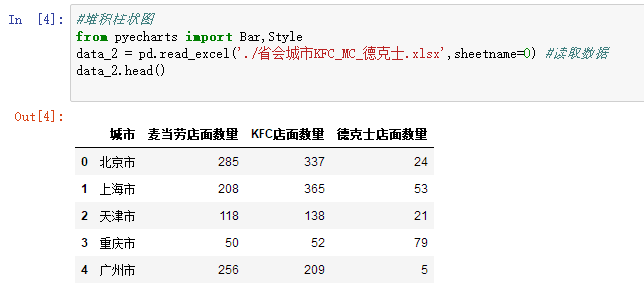 In [4]:
#堆积柱状图
from pyecharts import Bar,Style
data_2 = pd.read_excel('./省会城市KFC_MC_德克士.xlsx',sheetname=0) #读取数据
data_2.head()
Out[4]:
城市 麦当劳店面数量 KFC店面数量 德克士店面数量
0 北京市 285 337 24
1 上海市 208 365 53
2 天津市 118 138 21
3 重庆市 50 52 79
4 广州市 256 209 5